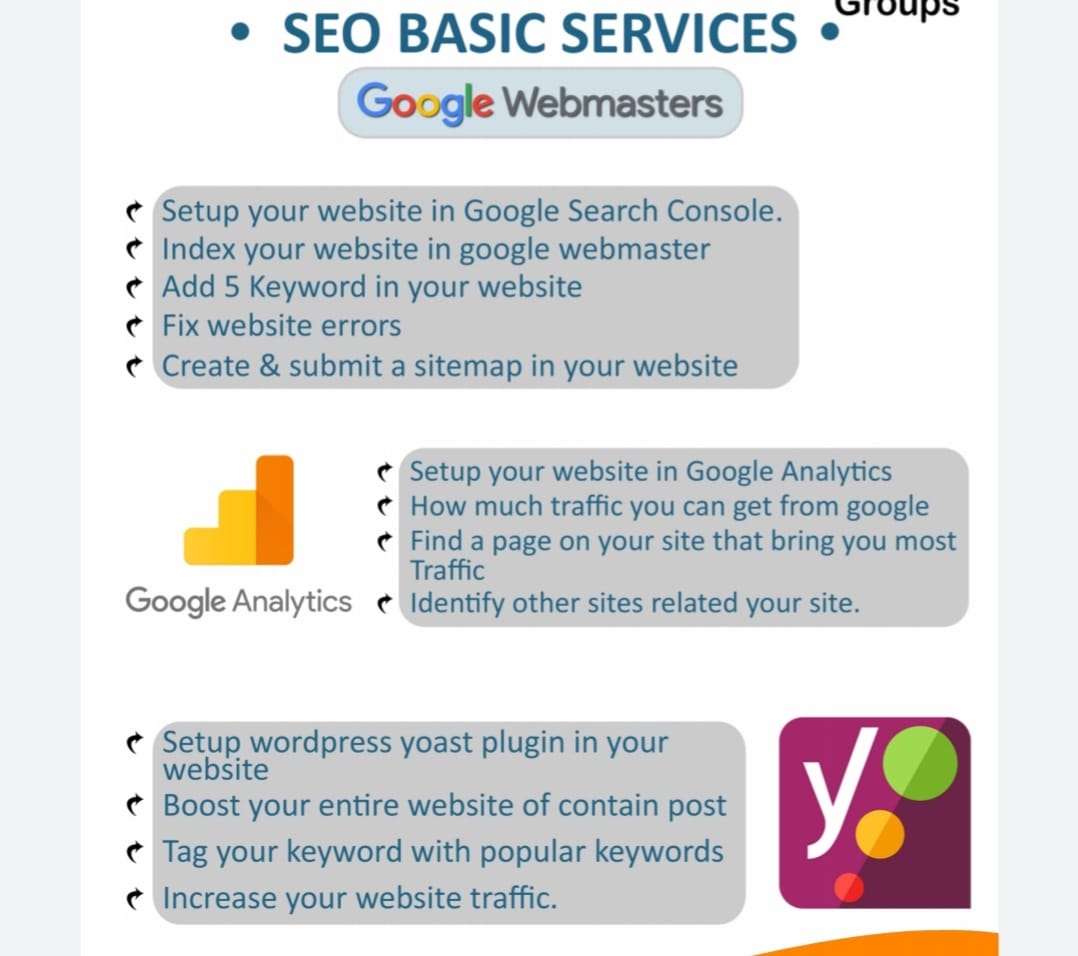 Groups
• SEO BASIC SERVICES •
Google Webmasters
Setup your website in Google Search Console.
Index your website in google webmaster
Add 5 Keyword in your website
Fix website errors
Create & submit a sitemap in your website
Setup your website in Google Analytics
How much traffic you can get from google
Find a page on your site that bring you most
Traffic
Identify other sites related your site.
Google Analytics
Setup wordpress yoast plugin in your
website
Boost your entire website of contain post
Tag your keyword with popular keywords
Increase your website traffic.
y